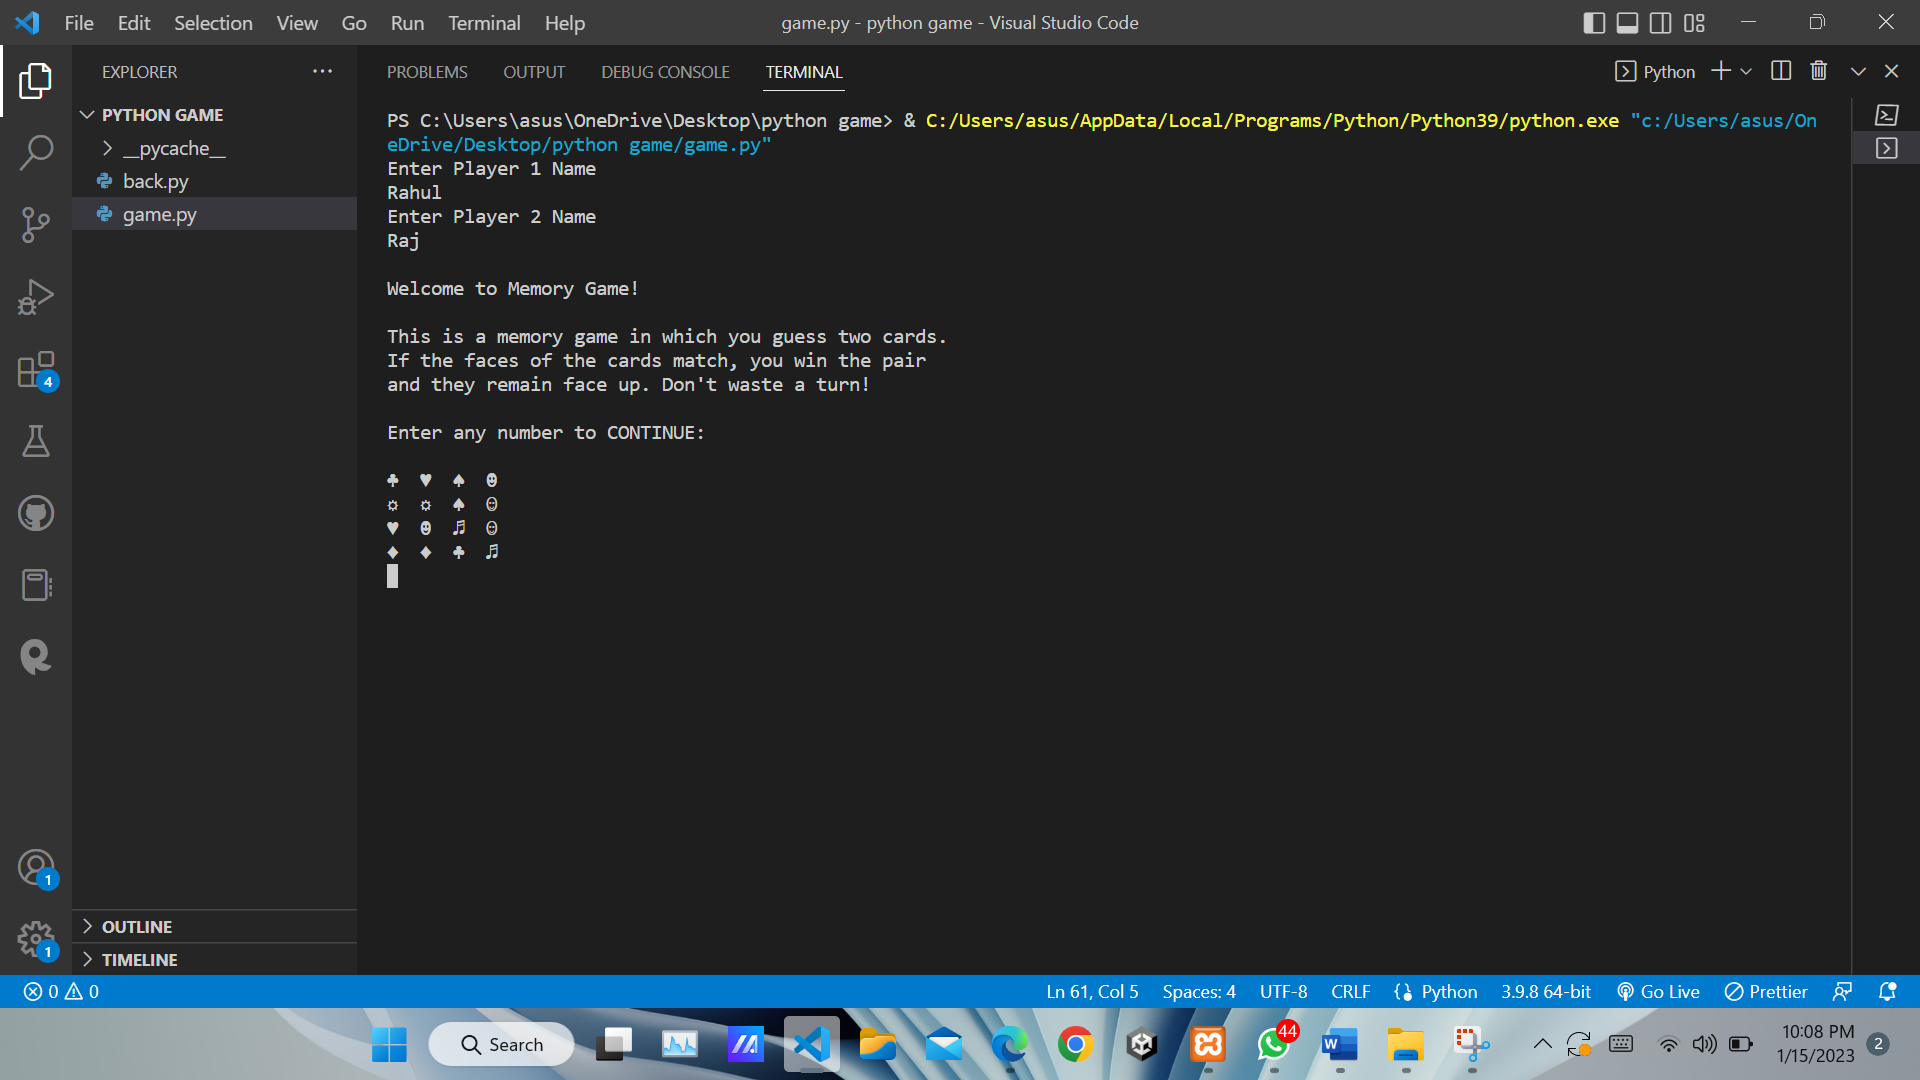 File Edit Selection View Go Run Terminal Help
game.py - python game - Visual Studio Code
EXPLORER
PROBLEMS OUTPUT DEBUG CONSOLE TERMINAL
Python
PYTHON GAME
__pycache__
back.py
game.py
PS C:\Users\asus\OneDrive\Desktop\python game> & C:/Users/asus/AppData/Local/Programs/Python/Python39/python.exe "c:/Users/asus/On
eDrive/Desktop/python game/game.py"
Enter Player 1 Name
Rahul
Enter Player 2 Name
Raj
Welcome to Memory Game!
This is a memory game in which you guess two cards.
If the faces of the cards match, you win the pair
and they remain face up. Don't waste a turn!
Enter any number to CONTINUE:
♣ ♥ ♠ ☻
☼ ☼ ♠ ☺
♥ ☻ ♫ ☺
♦ ♦ ♣ ♫
4
1
1
OUTLINE
TIMELINE
0 0
Ln 61, Col 5 Spaces: 4 UTF-8 CRLF Python 3.9.8 64-bit Go Live Prettier
Search
44
10:08 PM
1/15/2023
2